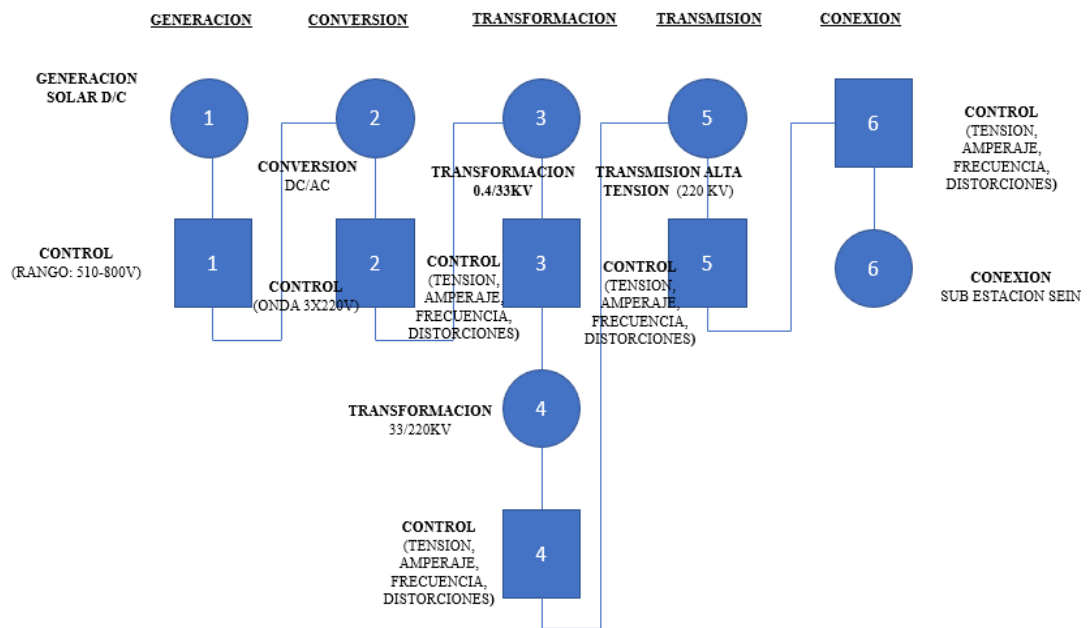 GENERACION
CONVERSION
TRANSFORMACION
TRANSMISION
CONEXION
GENERACION
SOLAR D/C
1
CONTROL
(RANGO: 510-800V)
1
2
CONVERSION
DC/AC
2
CONTROL
(ONDA 3X220V)
3
TRANSFORMACION
0.4/33KV
3
CONTROL
(TENSION,
AMPERAJE,
FRECUENCIA,
DISTORCIONES)
4
TRANSFORMACION
33/220KV
4
CONTROL
(TENSION,
AMPERAJE,
FRECUENCIA,
DISTORCIONES)
5
TRANSMISION ALTA
TENSION (220 KV)
5
CONTROL
(TENSION,
AMPERAJE,
FRECUENCIA,
DISTORCIONES)
6
CONTROL
(TENSION,
AMPERAJE,
FRECUENCIA,
DISTORCIONES)
6
CONEXION
SUB ESTACION SEIN